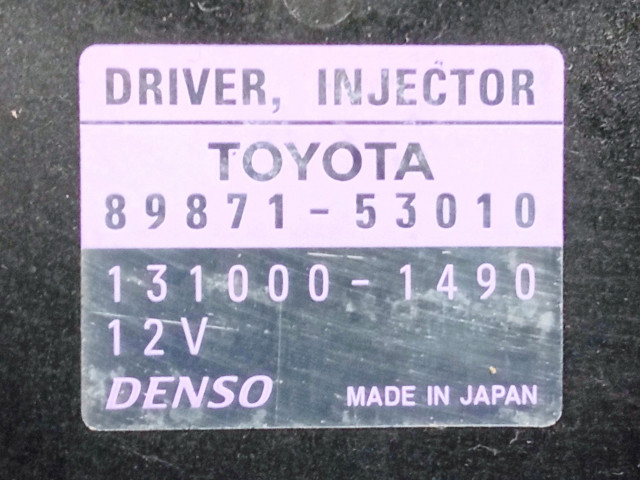 DRIVER, INJECTOR
TOYOTA
89871-53010
131000-1490
12V
DENSO MADE IN JAPAN